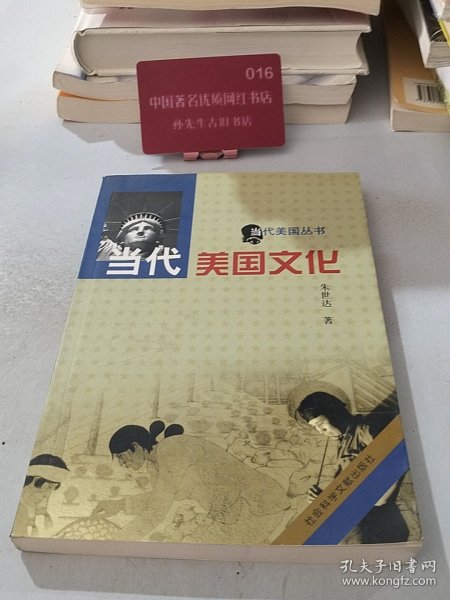 016
中国著名优质网红书店
孙先生古旧书店
当代美国丛书
当代 美国文化
朱世达 著
社会科学文献出版社
孔夫子旧书网
www.kongfz.com